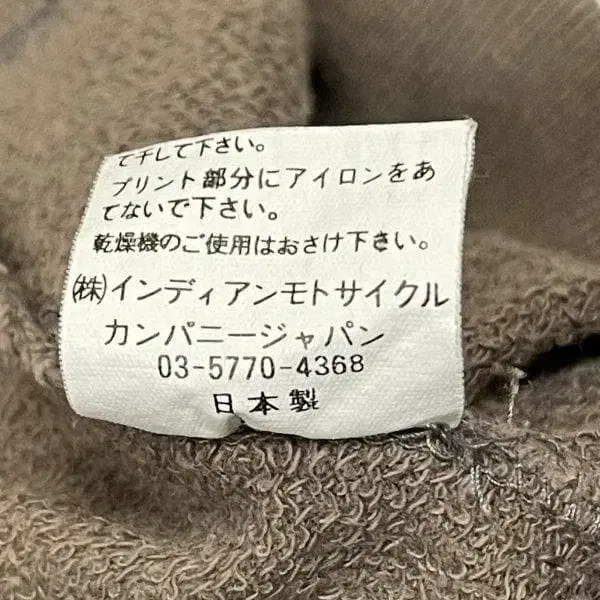 て干して下さい。
プリント部分にアイロンをあ
てないで下さい。
乾燥機のご使用はおさけ下さい。
㈱インディアンモトサイクル
カンパニージャパン
03-5770-4368
日本製